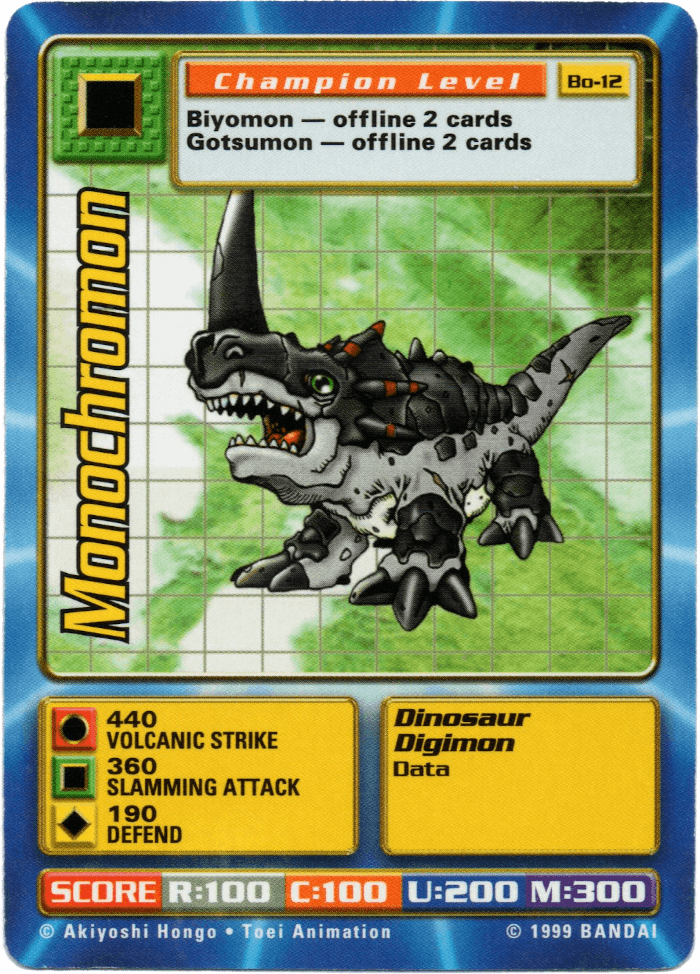 Champion Level
Bo-12
Biyomon — offline 2 cards
Gotsumon — offline 2 cards
Monochromon
440
VOLCANIC STRIKE
360
SLAMMING ATTACK
190
DEFEND
Dinosaur
Digimon
Data
SCORE R:100 C:100 U:200 M:300
© Akiyoshi Hongo • Toei Animation
© 1999 BANDAI